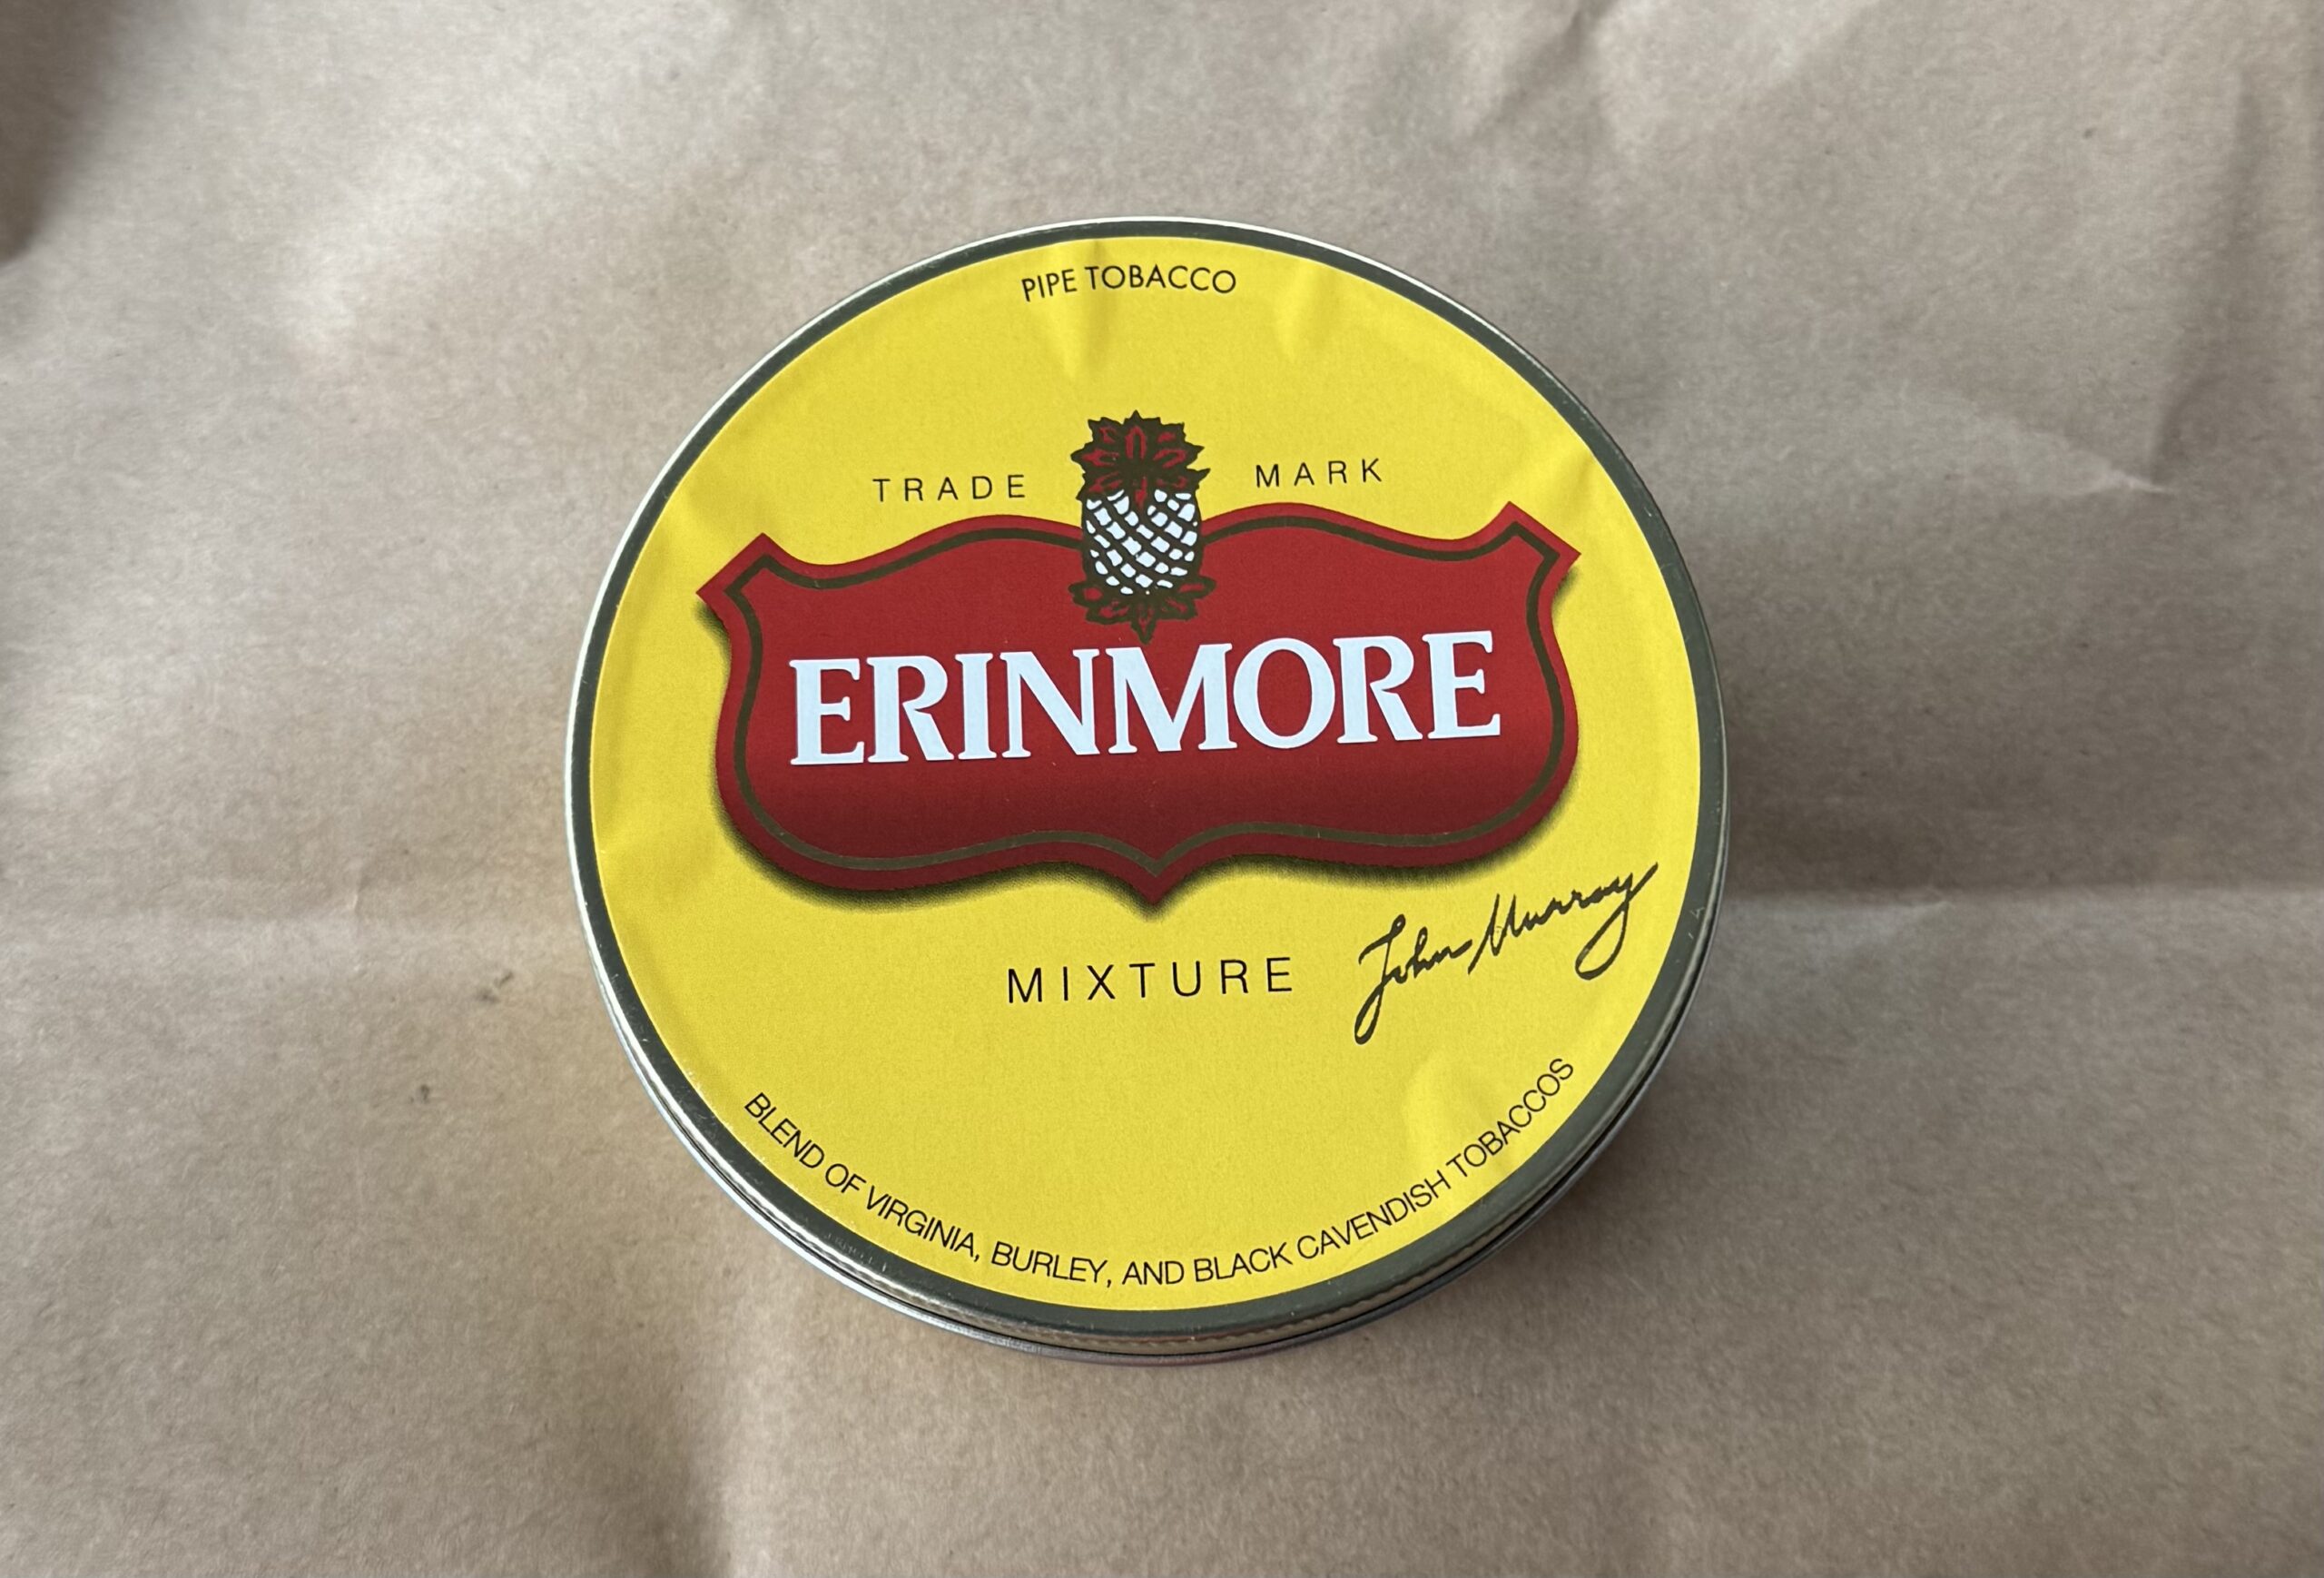 PIPE TOBACCO
TRADE MARK
ERINMORE
MIXTURE
John Murray
BLEND OF VIRGINIA, BURLEY, AND BLACK CAVENDISH TOBACCOS